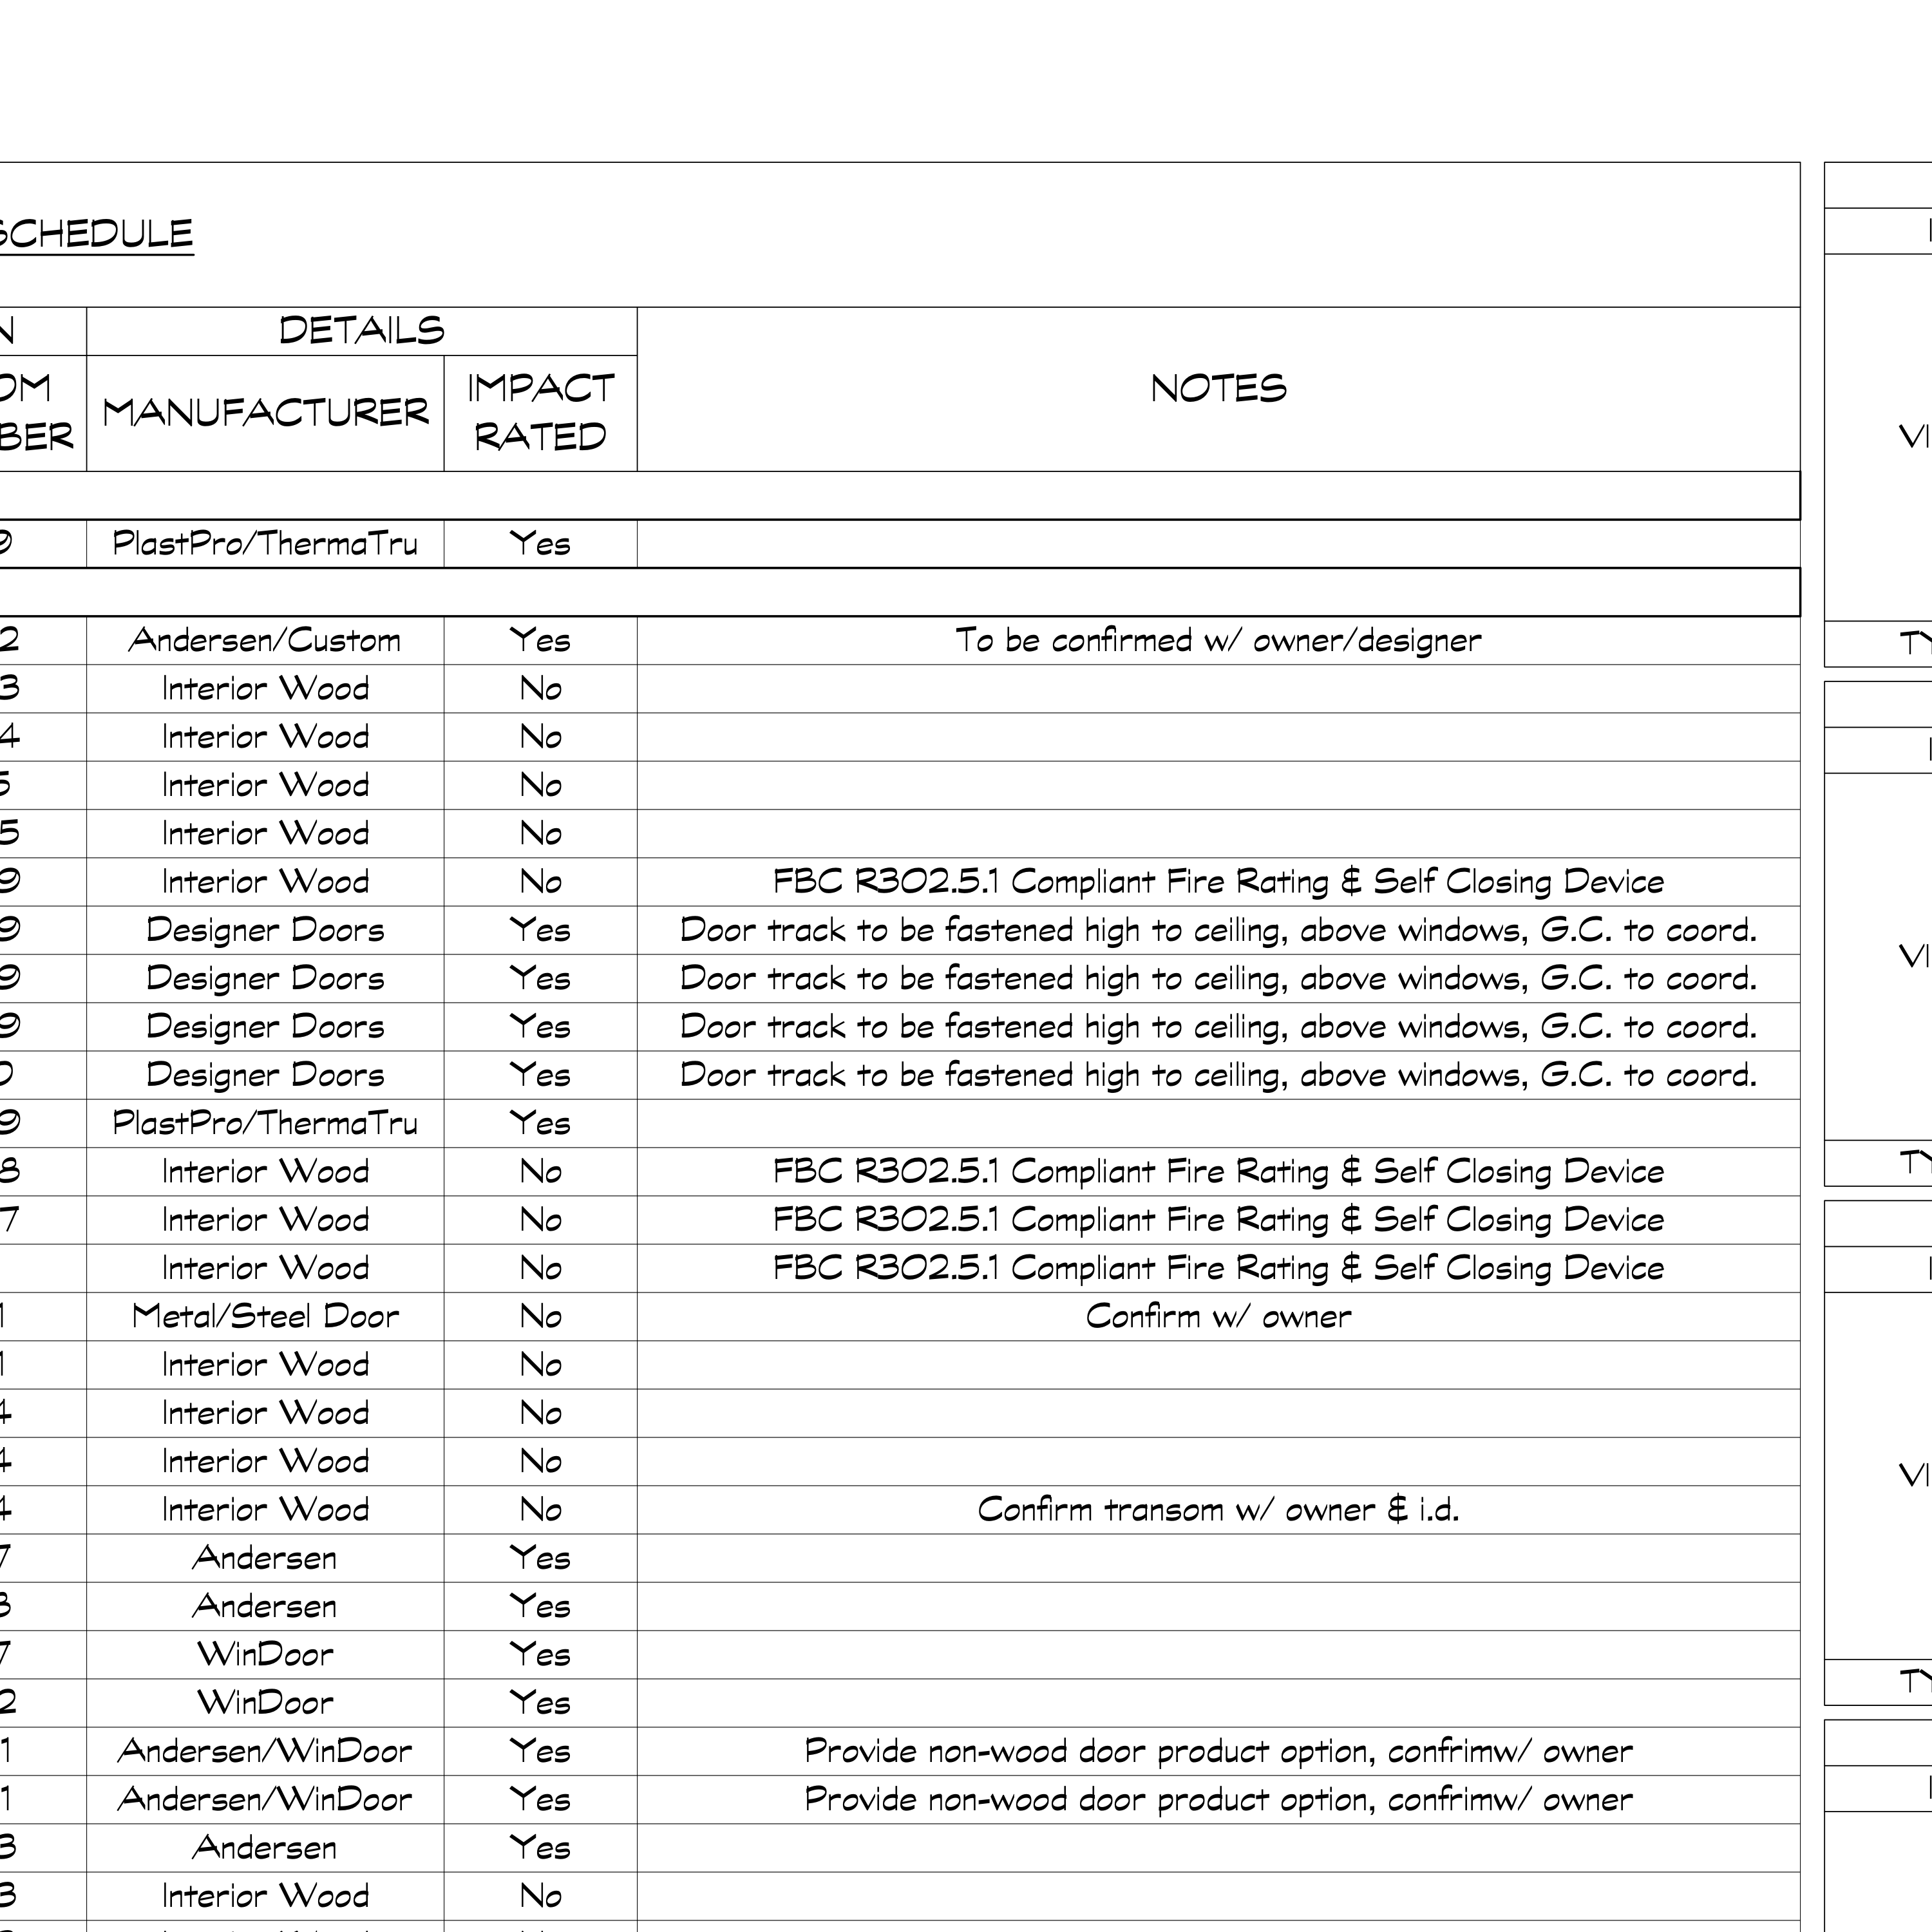 SCHEDULE
DETAILS
NOTES
MANUFACTURER
IMPACT
RATED
PlastPro/ThermaTru Yes
2 Andersen/Custom Yes To be confirmed w/ owner/designer
3 Interior Wood No
4 Interior Wood No
5 Interior Wood No
5 Interior Wood No
9 Interior Wood No FBC R302.5.1 Compliant Fire Rating & Self Closing Device
9 Designer Doors Yes Door track to be fastened high to ceiling, above windows, G.C. to coord.
9 Designer Doors Yes Door track to be fastened high to ceiling, above windows, G.C. to coord.
9 Designer Doors Yes Door track to be fastened high to ceiling, above windows, G.C. to coord.
Designer Doors Yes Door track to be fastened high to ceiling, above windows, G.C. to coord.
9 PlastPro/ThermaTru Yes
8 Interior Wood No FBC R302.5.1 Compliant Fire Rating & Self Closing Device
7 Interior Wood No FBC R302.5.1 Compliant Fire Rating & Self Closing Device
Interior Wood No FBC R302.5.1 Compliant Fire Rating & Self Closing Device
1 Metal/Steel Door No Confirm w/ owner
1 Interior Wood No
4 Interior Wood No
4 Interior Wood No
4 Interior Wood No Confirm transom w/ owner & i.d.
7 Andersen Yes
3 Andersen Yes
7 WinDoor Yes
2 WinDoor Yes
1 Andersen/WinDoor Yes Provide non-wood door product option, confrimw/ owner
1 Andersen/WinDoor Yes Provide non-wood door product option, confrimw/ owner
3 Andersen Yes
3 Interior Wood No